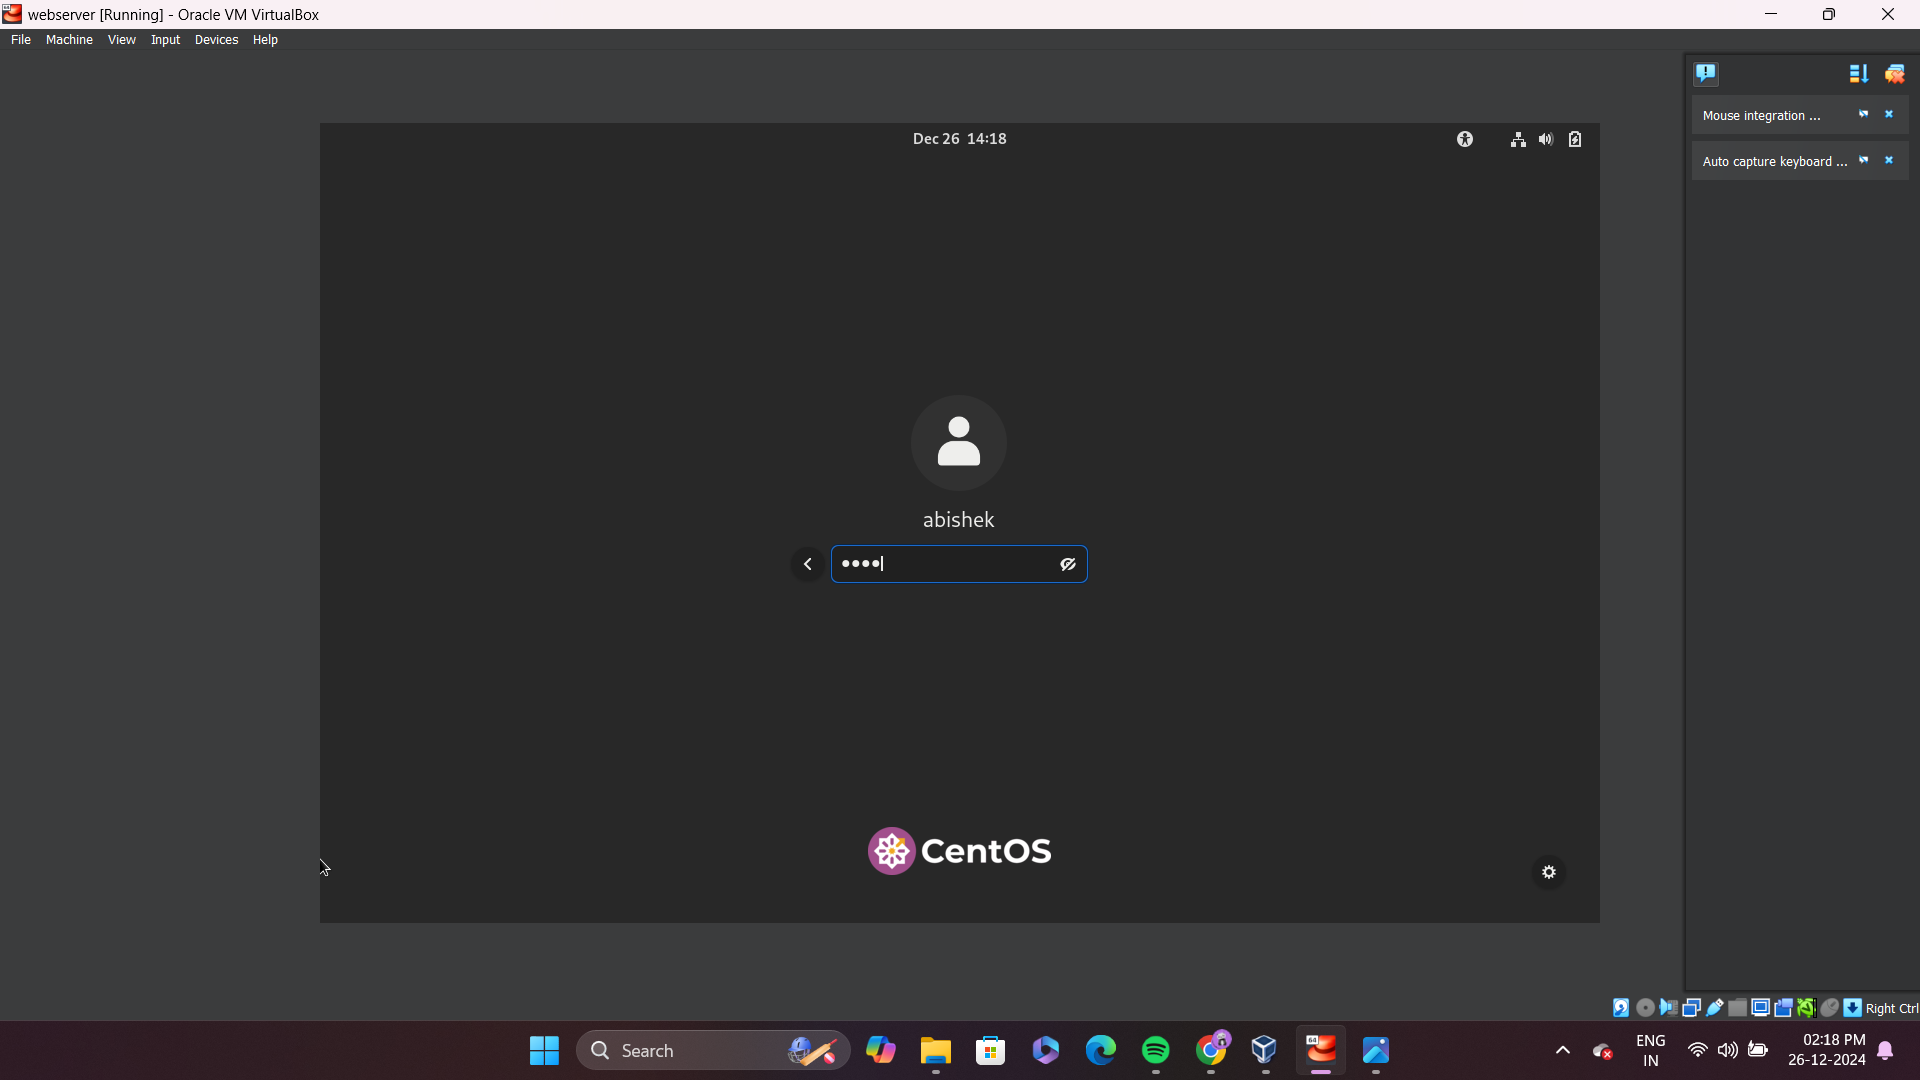 webserver [Running] - Oracle VM VirtualBox
File Machine View Input Devices Help
Mouse integration ...
Auto capture keyboard ...
Dec 26 14:18
abishek
CentOS
Right Ctrl
Search
ENG
IN
02:18 PM
26-12-2024